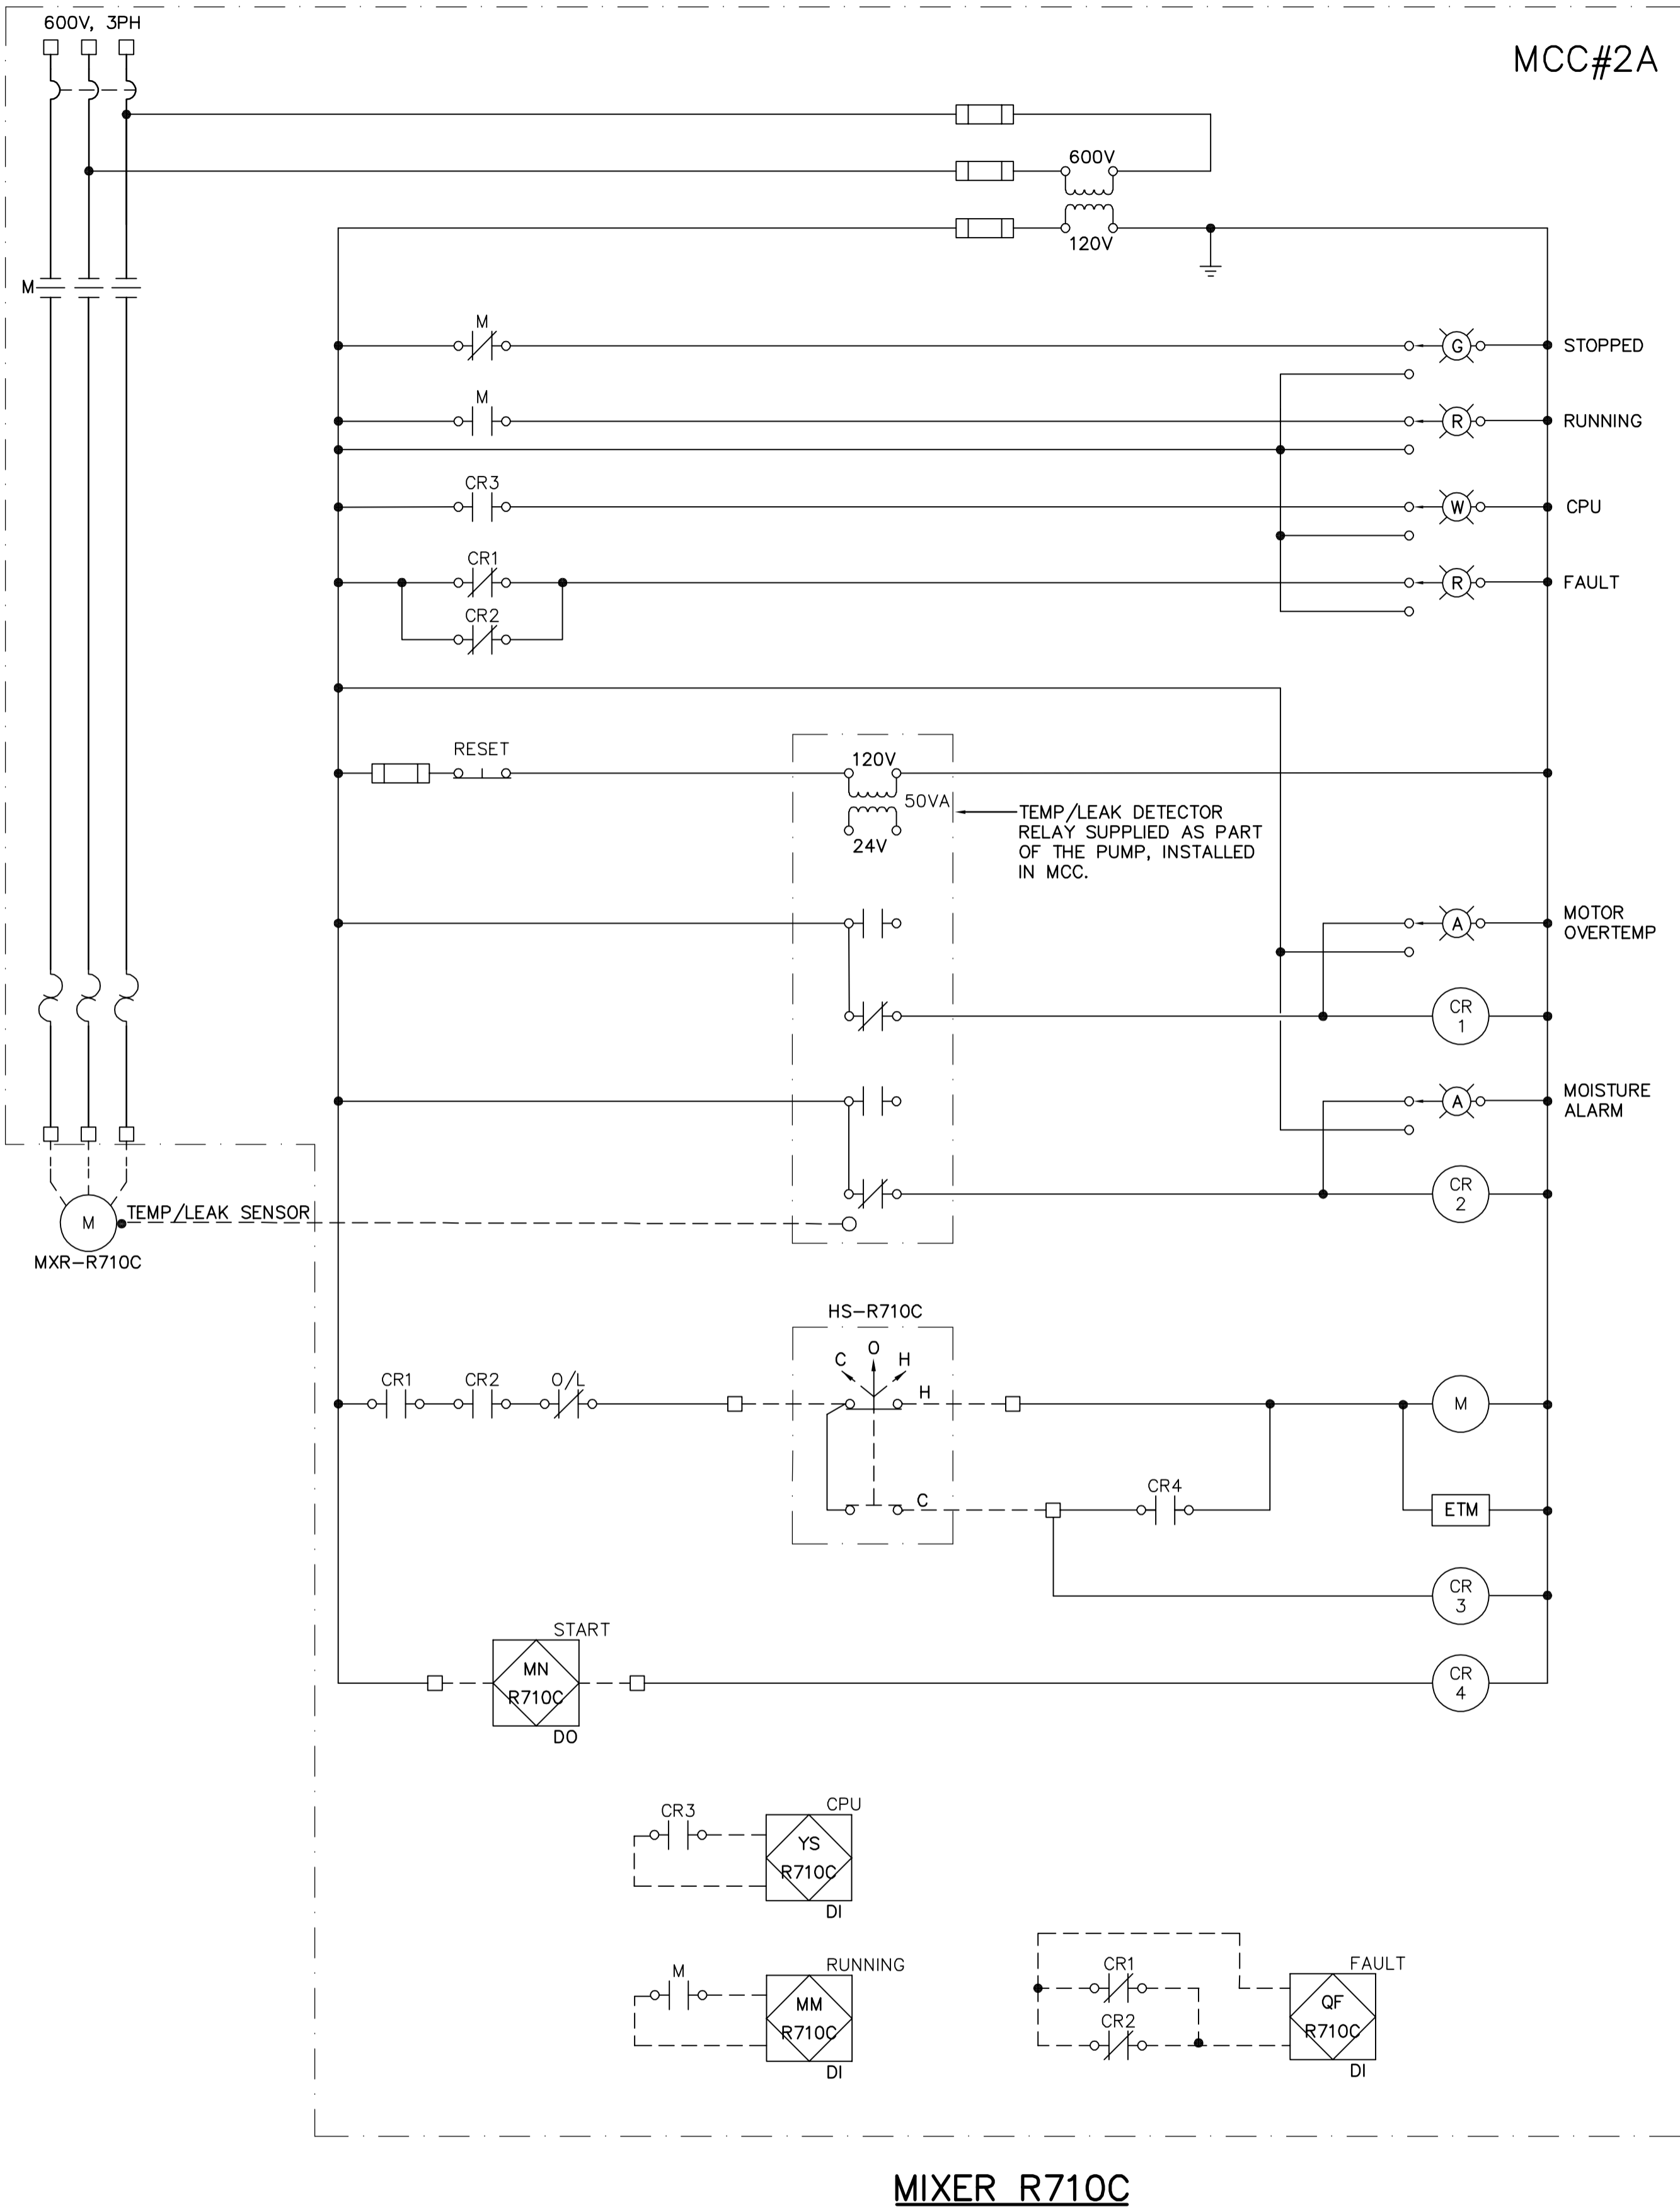 600V, 3PH
MCC#2A
600V
120V
M
M
G
STOPPED
M
R
RUNNING
CR3
W
CPU
CR1
R
FAULT
CR2
RESET
120V
50VA
24V
TEMP/LEAK DETECTOR
RELAY SUPPLIED AS PART
OF THE PUMP, INSTALLED
IN MCC.
A
MOTOR
OVERTEMP
CR
1
A
MOISTURE
ALARM
CR
2
M
TEMP/LEAK SENSOR
MXR-R710C
HS-R710C
C
O
H
CR1
CR2
O/L
H
M
C
CR4
ETM
CR
3
START
MN
R710C
DO
CR
4
CR3
CPU
YS
R710C
DI
M
RUNNING
MM
R710C
DI
CR1
CR2
FAULT
QF
R710C
DI
MIXER R710C